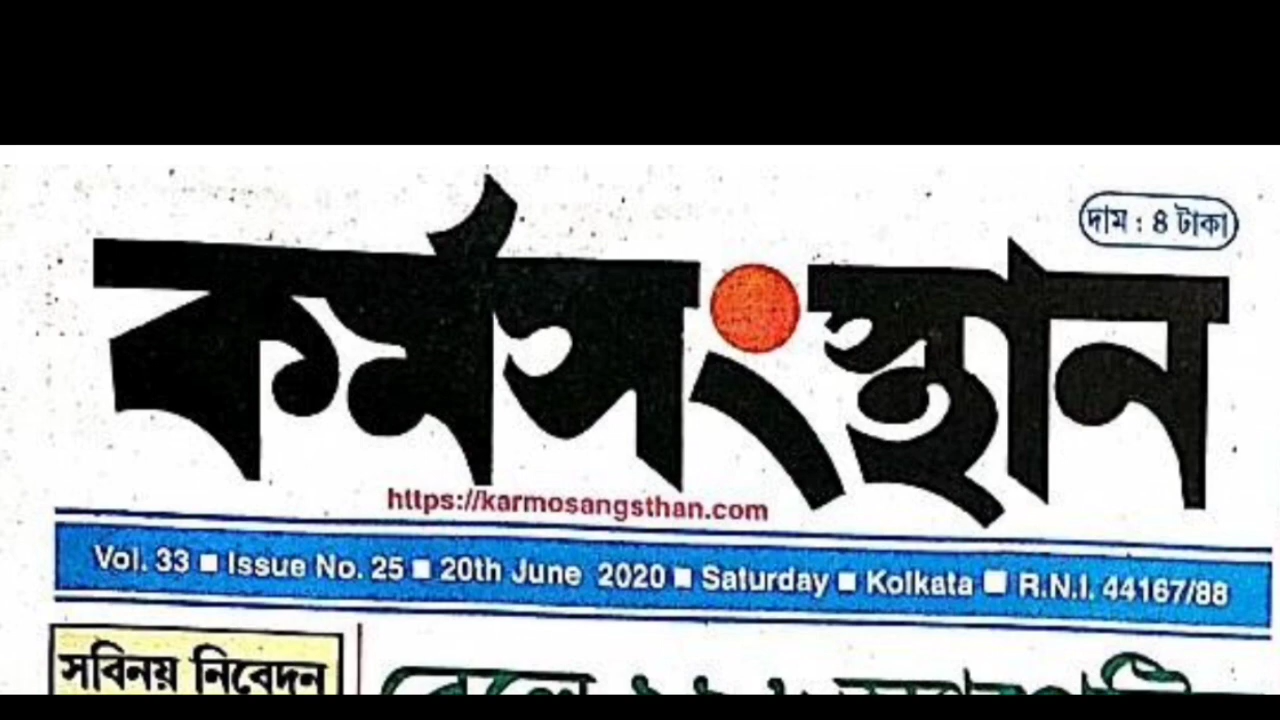 দাম : ৪ টাকা
কর্মসংস্থান
https://karmosangsthan.com
Vol. 33 ■ Issue No. 25 ■ 20th June 2020 ■ Saturday ■ Kolkata ■ R.N.I. 44167/88
সবিনয় নিবেদন
রেলে